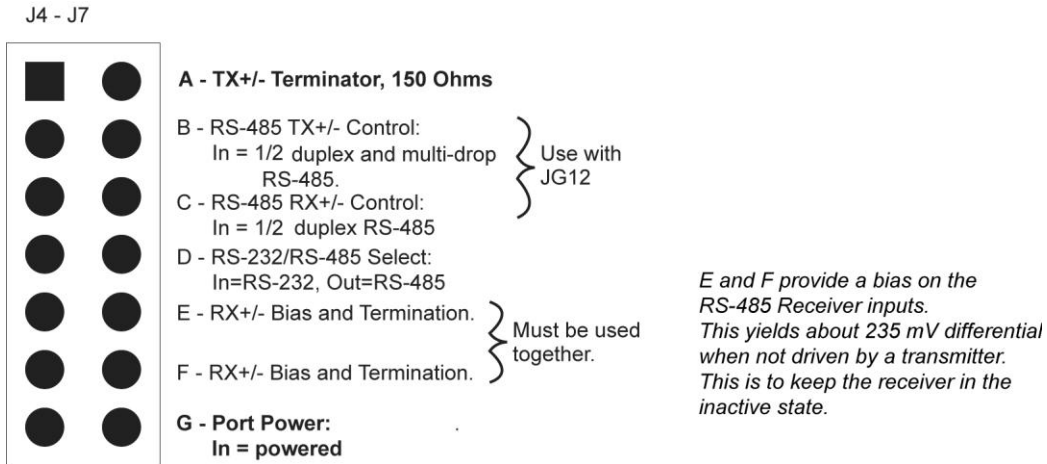 J4 - J7
A - TX+/- Terminator, 150 Ohms
B - RS-485 TX+/- Control:
In = 1/2 duplex and multi-drop
RS-485.
C - RS-485 RX+/- Control:
In = 1/2 duplex RS-485
Use with
JG12
D - RS-232/RS-485 Select:
In=RS-232, Out=RS-485
E - RX+/- Bias and Termination.
F - RX+/- Bias and Termination.
Must be used
together.
G - Port Power:
In = powered
E and F provide a bias on the
RS-485 Receiver inputs.
This yields about 235 mV differential
when not driven by a transmitter.
This is to keep the receiver in the
inactive state.